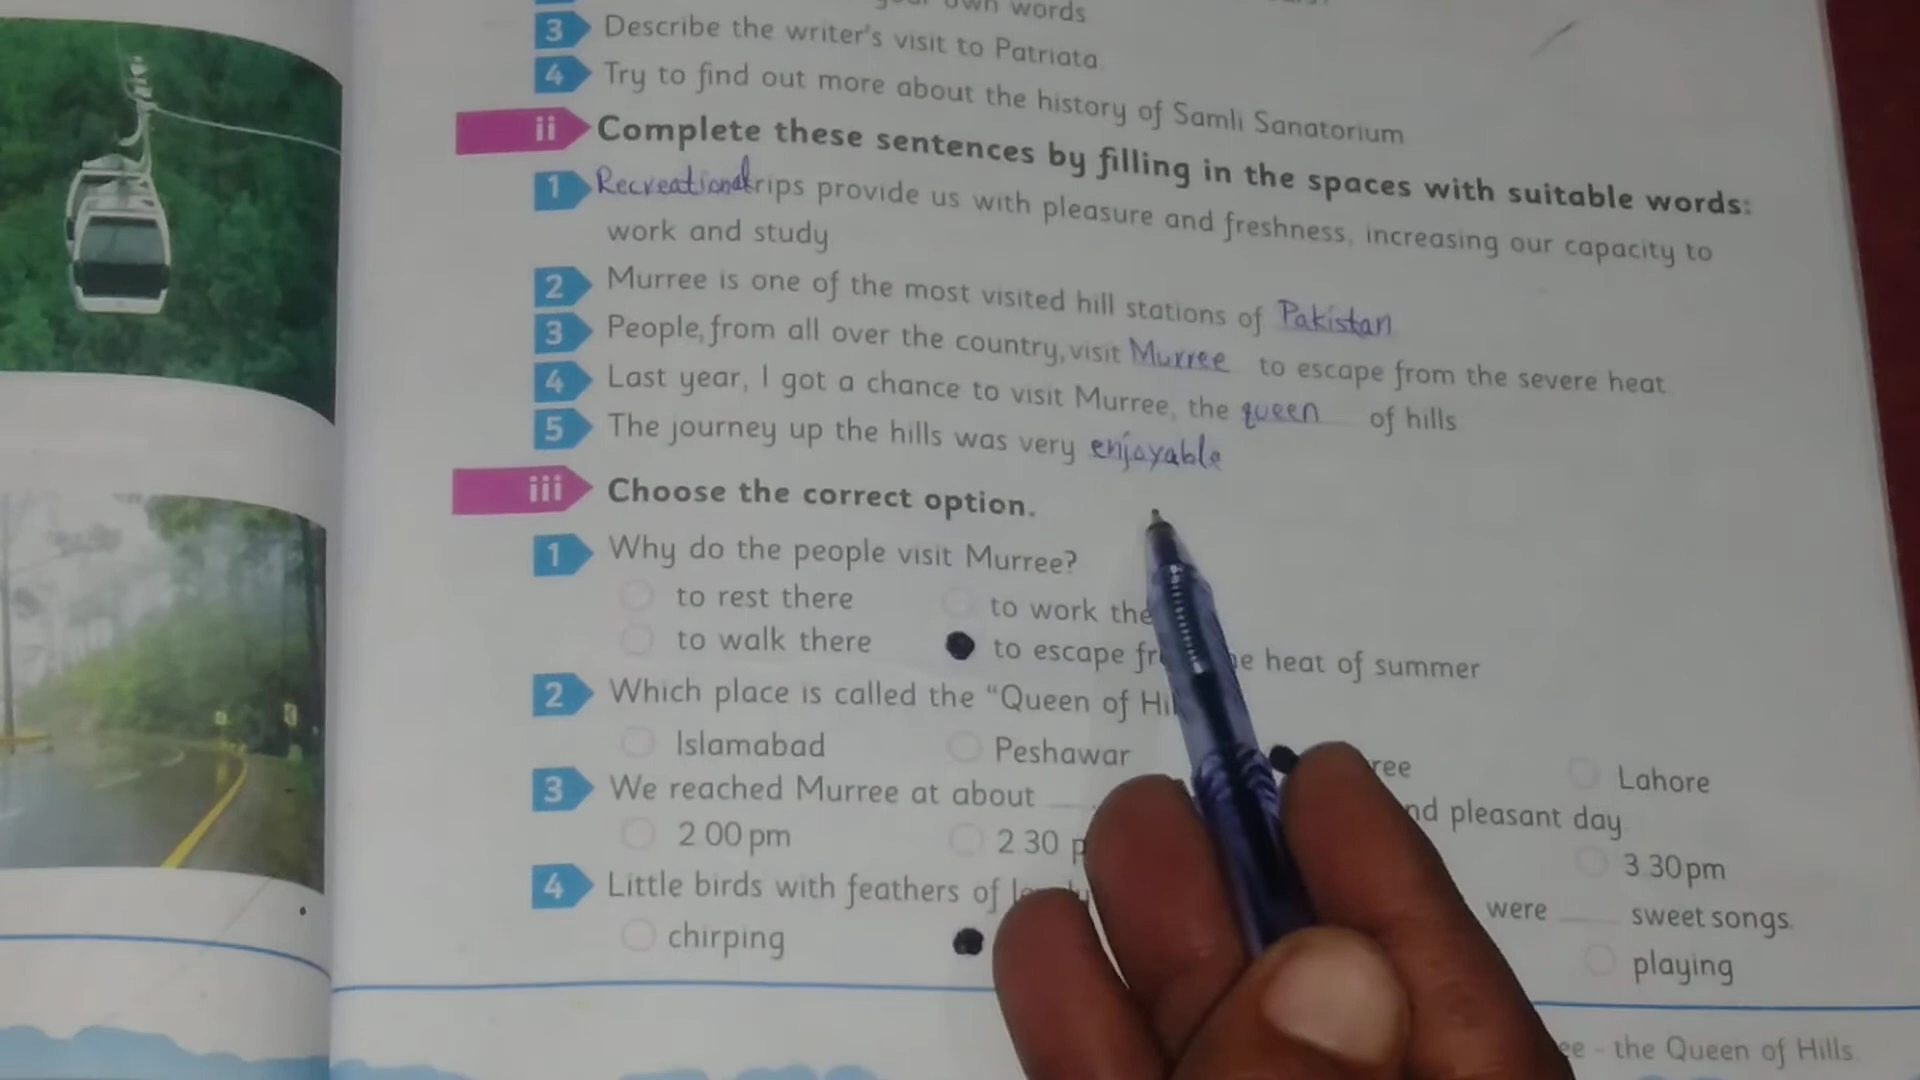 own words
3 Describe the writer's visit to Patriata
4 Try to find out more about the history of Samli Sanatorium
ii Complete these sentences by filling in the spaces with suitable words:
1 Recreational trips provide us with pleasure and freshness, increasing our capacity to
work and study
2 Murree is one of the most visited hill stations of Pakistan
3 People, from all over the country, visit Murree to escape from the severe heat
4 Last year, I got a chance to visit Murree, the queen of hills
5 The journey up the hills was very enjoyable
iii Choose the correct option.
1 Why do the people visit Murree?
to rest there to work the
to walk there to escape fr e heat of summer
2 Which place is called the "Queen of Hil
Islamabad Peshawar ree Lahore
3 We reached Murree at about ___ nd pleasant day
2 00 pm 2 30 p 3.30pm
4 Little birds with feathers of were ___ sweet songs
chirping playing
ee - the Queen of Hills